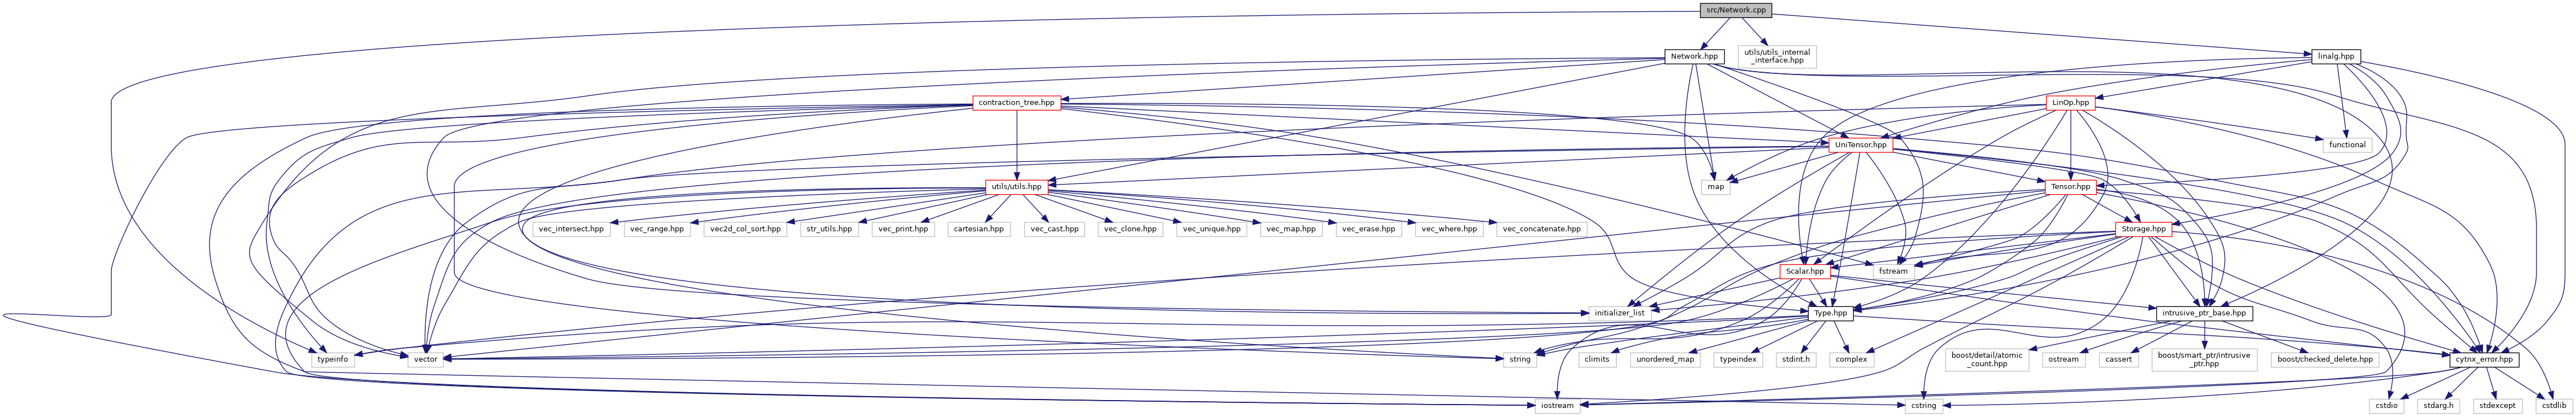 src/Network.cpp
Network.hpp
utils/utils_internal
_interface.hpp
linalg.hpp
contraction_tree.hpp
LinOp.hpp
UniTensor.hpp
functional
utils/utils.hpp
map
Tensor.hpp
vec_intersect.hpp
vec_range.hpp
vec2d_col_sort.hpp
str_utils.hpp
vec_print.hpp
cartesian.hpp
vec_cast.hpp
vec_clone.hpp
vec_unique.hpp
vec_map.hpp
vec_erase.hpp
vec_where.hpp
vec_concatenate.hpp
Storage.hpp
Scalar.hpp
fstream
initializer_list
Type.hpp
intrusive_ptr_base.hpp
typeinfo
vector
string
climits
unordered_map
typeindex
stdint.h
complex
boost/detail/atomic
_count.hpp
ostream
cassert
boost/smart_ptr/intrusive
_ptr.hpp
boost/checked_delete.hpp
cytnx_error.hpp
iostream
cstring
cstdio
stdarg.h
stdexcept
cstdlib